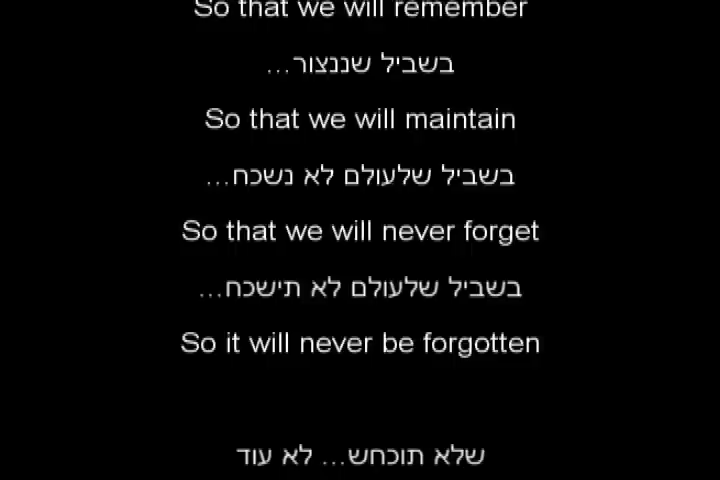 So that we will remember
בשביל שננצור...
So that we will maintain
בשביל שלעולם לא נשכח...
So that we will never forget
בשביל שלעולם לא תישכח...
So it will never be forgotten
שלא תוכחש... לא עוד